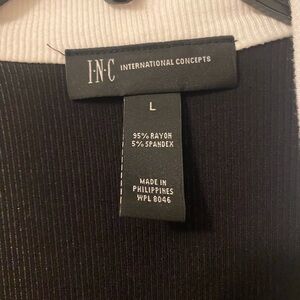 I·N·C INTERNATIONAL CONCEPTS
L
95% RAYON
5% SPANDEX
MADE IN
PHILIPPINES
WPL 8046